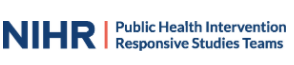 NIHR | Public Health Intervention
Responsive Studies Teams